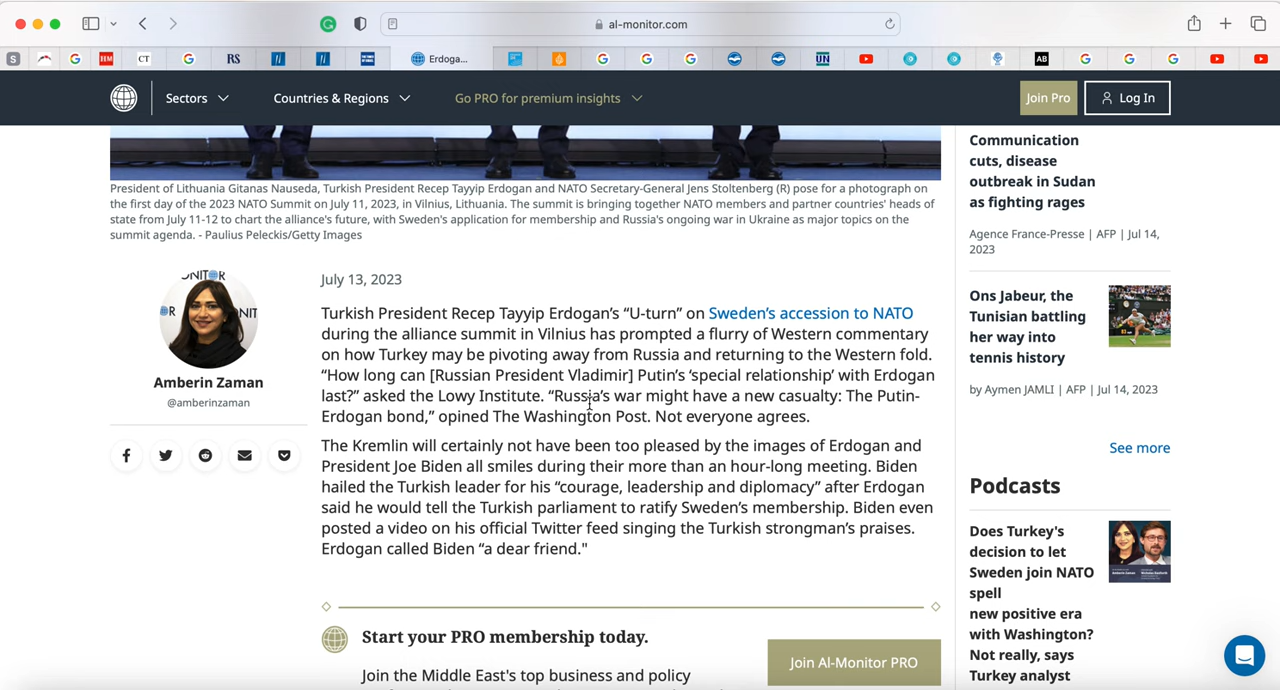 al-monitor.com
S
G
IEM
CT
G
RS
Erdoga...
G
G
G
UN
AB
G
G
G
Sectors
Countries & Regions
Go PRO for premium insights
Join Pro
Log In
President of Lithuania Gitanas Nauseda, Turkish President Recep Tayyip Erdogan and NATO Secretary-General Jens Stoltenberg (R) pose for a photograph on
the first day of the 2023 NATO Summit on July 11, 2023, in Vilnius, Lithuania. The summit is bringing together NATO members and partner countries' heads of
state from July 11-12 to chart the alliance's future, with Sweden's application for membership and Russia's ongoing war in Ukraine as major topics on the
summit agenda. - Paulius Peleckis/Getty Images
Amberin Zaman
@amberinzaman
July 13, 2023
Turkish President Recep Tayyip Erdogan’s “U-turn” on Sweden’s accession to NATO
during the alliance summit in Vilnius has prompted a flurry of Western commentary
on how Turkey may be pivoting away from Russia and returning to the Western fold.
“How long can [Russian President Vladimir] Putin’s ‘special relationship’ with Erdogan
last?” asked the Lowy Institute. “Russia’s war might have a new casualty: The Putin-
Erdogan bond,” opined The Washington Post. Not everyone agrees.
The Kremlin will certainly not have been too pleased by the images of Erdogan and
President Joe Biden all smiles during their more than an hour-long meeting. Biden
hailed the Turkish leader for his “courage, leadership and diplomacy” after Erdogan
said he would tell the Turkish parliament to ratify Sweden’s membership. Biden even
posted a video on his official Twitter feed singing the Turkish strongman’s praises.
Erdogan called Biden “a dear friend."
Start your PRO membership today.
Join the Middle East's top business and policy
Join Al-Monitor PRO
Communication
cuts, disease
outbreak in Sudan
as fighting rages
Agence France-Presse | AFP | Jul 14,
2023
Ons Jabeur, the
Tunisian battling
her way into
tennis history
by Aymen JAMLI | AFP | Jul 14, 2023
See more
Podcasts
Does Turkey's
decision to let
Sweden join NATO
spell
new positive era
with Washington?
Not really, says
Turkey analyst